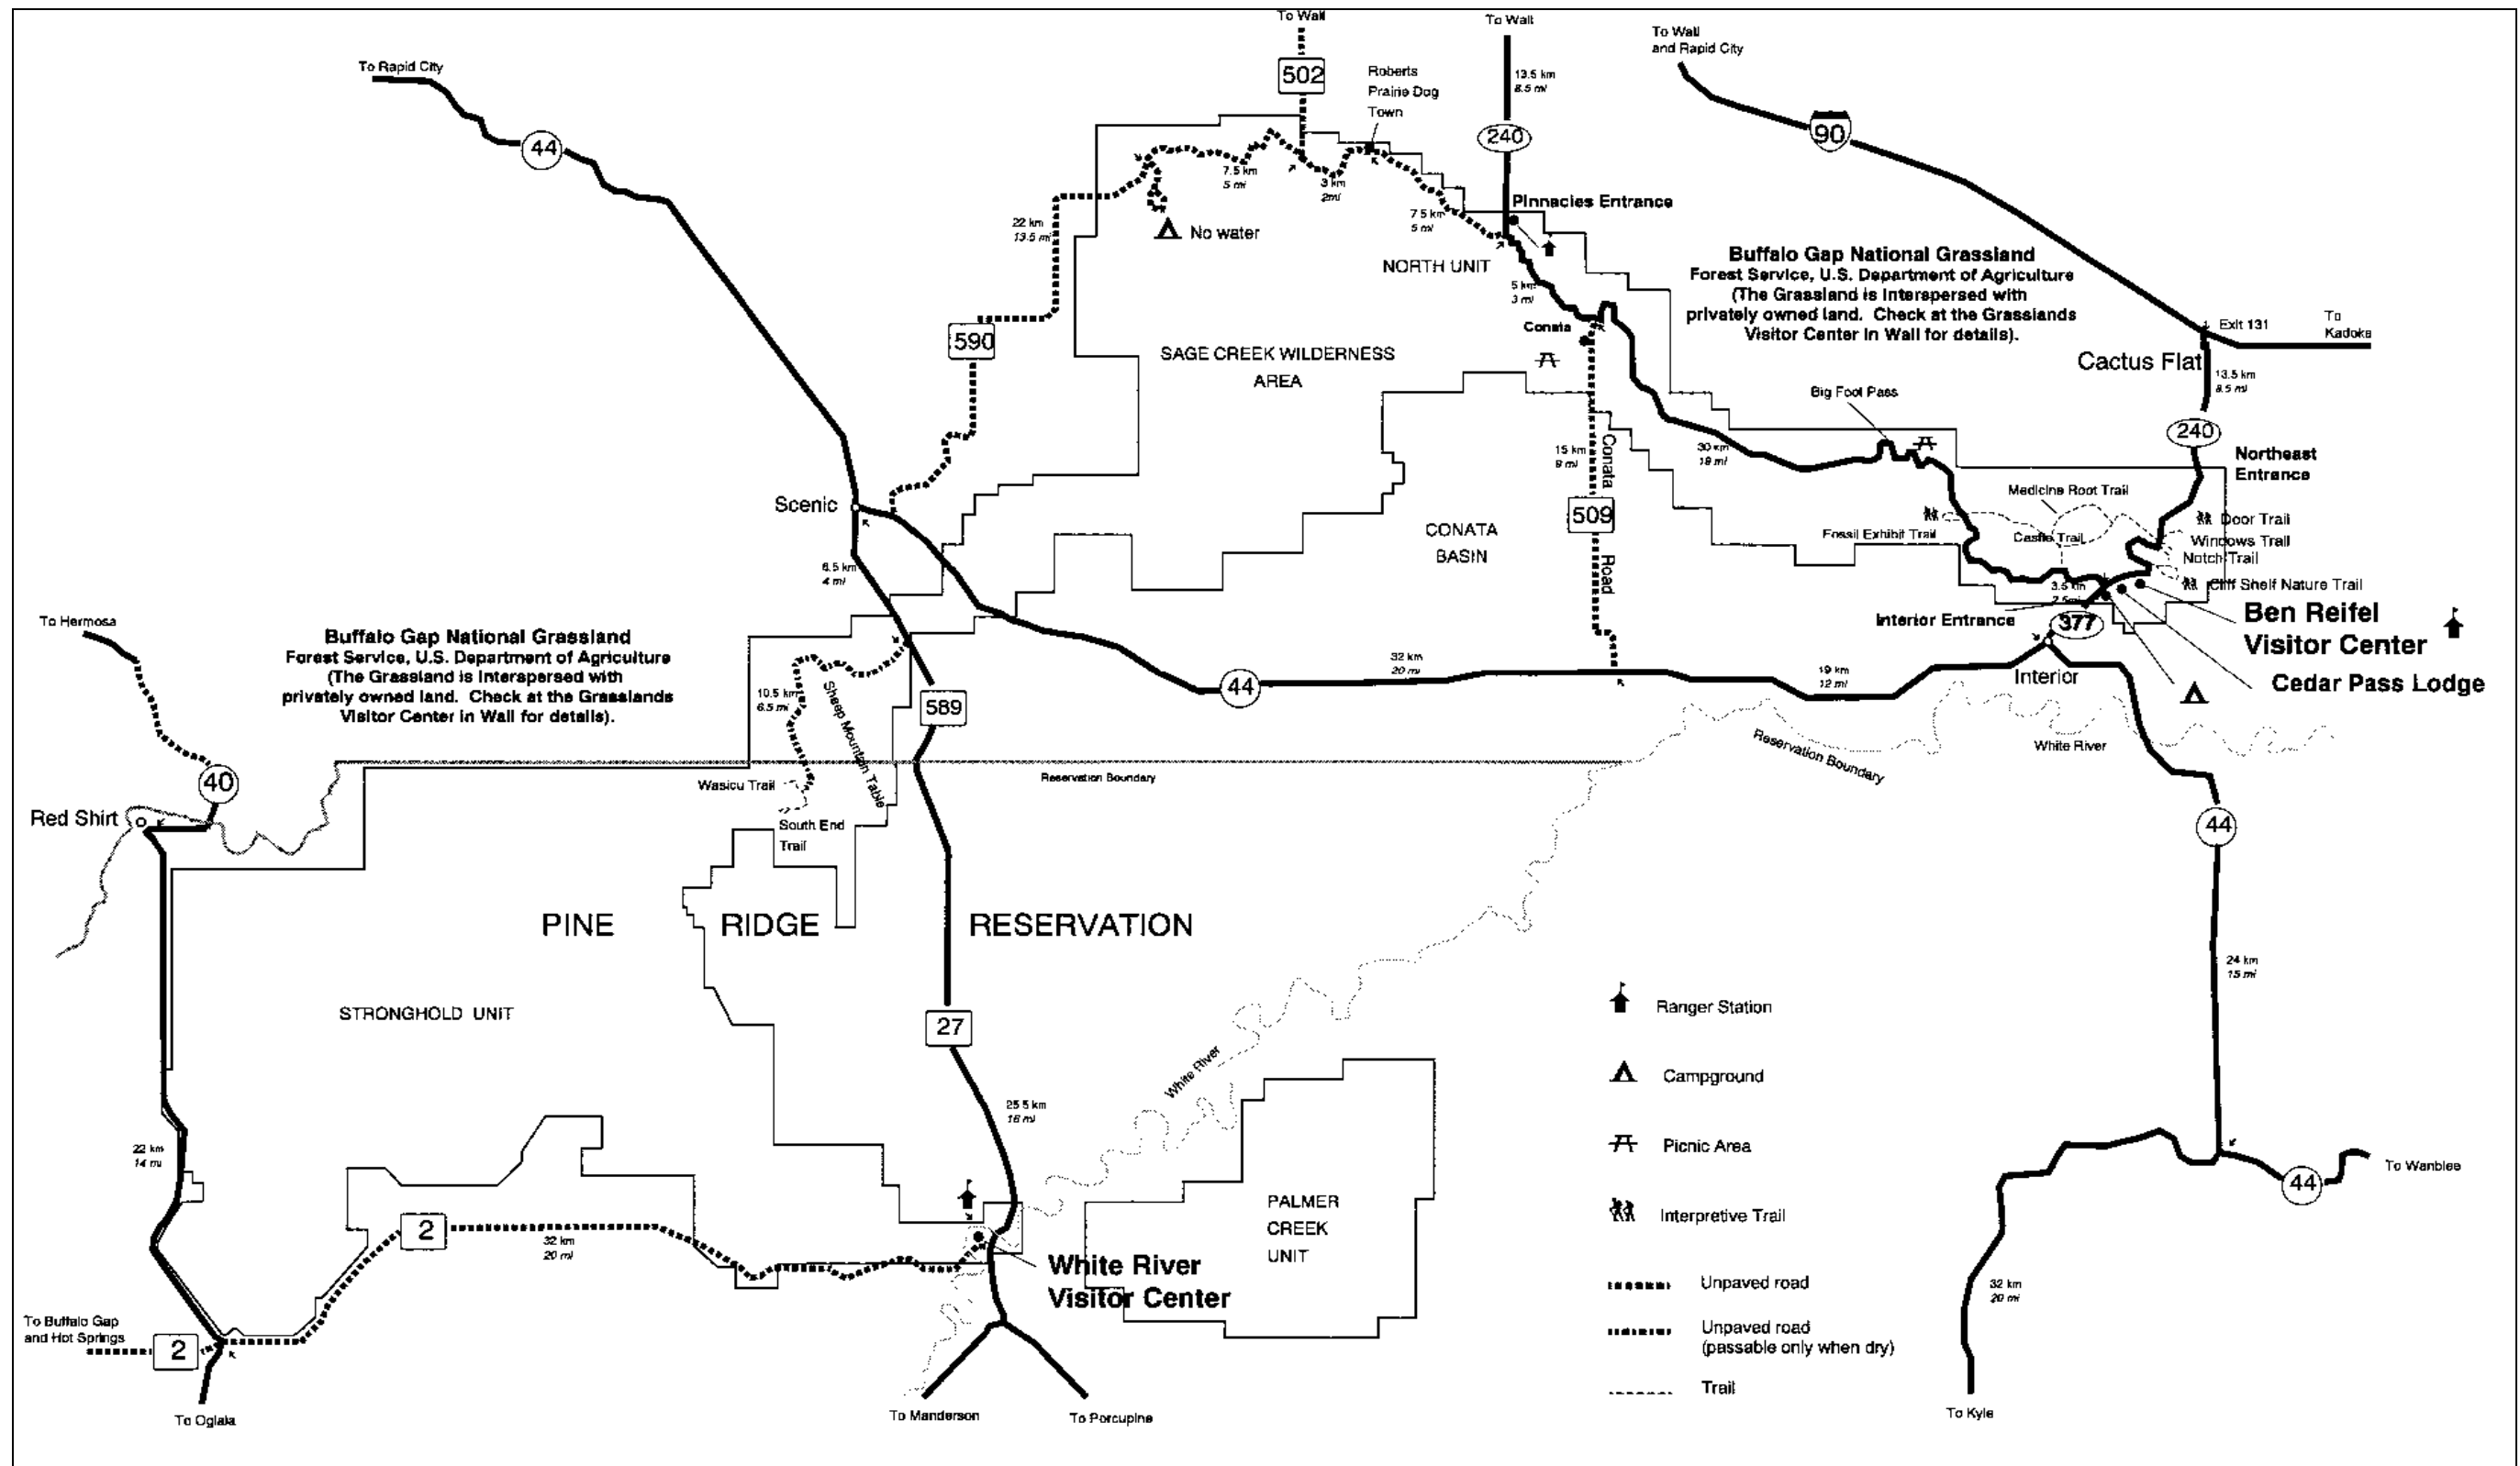 To Wall
To Wall
To Wall
and Rapid City
To Rapid City
502
Roberts
Prairie Dog
Town
13.5 km
8.5 mi
44
240
90
7.5 km
5 mi
3 km
2mi
Pinnacles Entrance
22 km
13.5 mi
No water
7.5 km
5 mi
NORTH UNIT
Buffalo Gap National Grassland
Forest Service, U.S. Department of Agriculture
(The Grassland is Interspersed with
privately owned land. Check at the Grasslands
Visitor Center in Wall for details).
5 km
3 mi
Conata
590
SAGE CREEK WILDERNESS
AREA
Exit 131
To
Kadoka
Cactus Flat
13.5 km
8.5 mi
Big Foot Pass
240
Northeast
Entrance
15 km
9 mi
Conata
Road
30 km
19 mi
Scenic
509
CONATA
BASIN
Medicine Root Trail
Door Trail
Fossil Exhibit Trail
Castle Trail
Windows Trail
Notch Trail
6.5 km
4 mi
3.5 km
2.5mi
Cliff Shelf Nature Trail
Interior Entrance
377
Ben Reifel
Visitor Center
To Hermosa
Buffalo Gap National Grassland
Forest Service, U.S. Department of Agriculture
(The Grassland is Interspersed with
privately owned land. Check at the Grasslands
Visitor Center in Wall for details).
10.5 km
6.5 mi
Sheep Mountain Table
589
44
32 km
20 mi
19 km
12 mi
Interior
Cedar Pass Lodge
40
Wasicu Trail
Reservation Boundary
Reservation Boundary
White River
Red Shirt
South End
Trail
44
PINE RIDGE RESERVATION
24 km
15 mi
STRONGHOLD UNIT
27
Ranger Station
White River
Campground
25.5 km
16 mi
22 km
14 mi
Picnic Area
44
To Wanblee
PALMER
CREEK
UNIT
Interpretive Trail
2
32 km
20 mi
White River
Visitor Center
Unpaved road
32 km
20 mi
To Buffalo Gap
and Hot Springs
2
Unpaved road
(passable only when dry)
Trail
To Oglala
To Manderson
To Porcupine
To Kyle